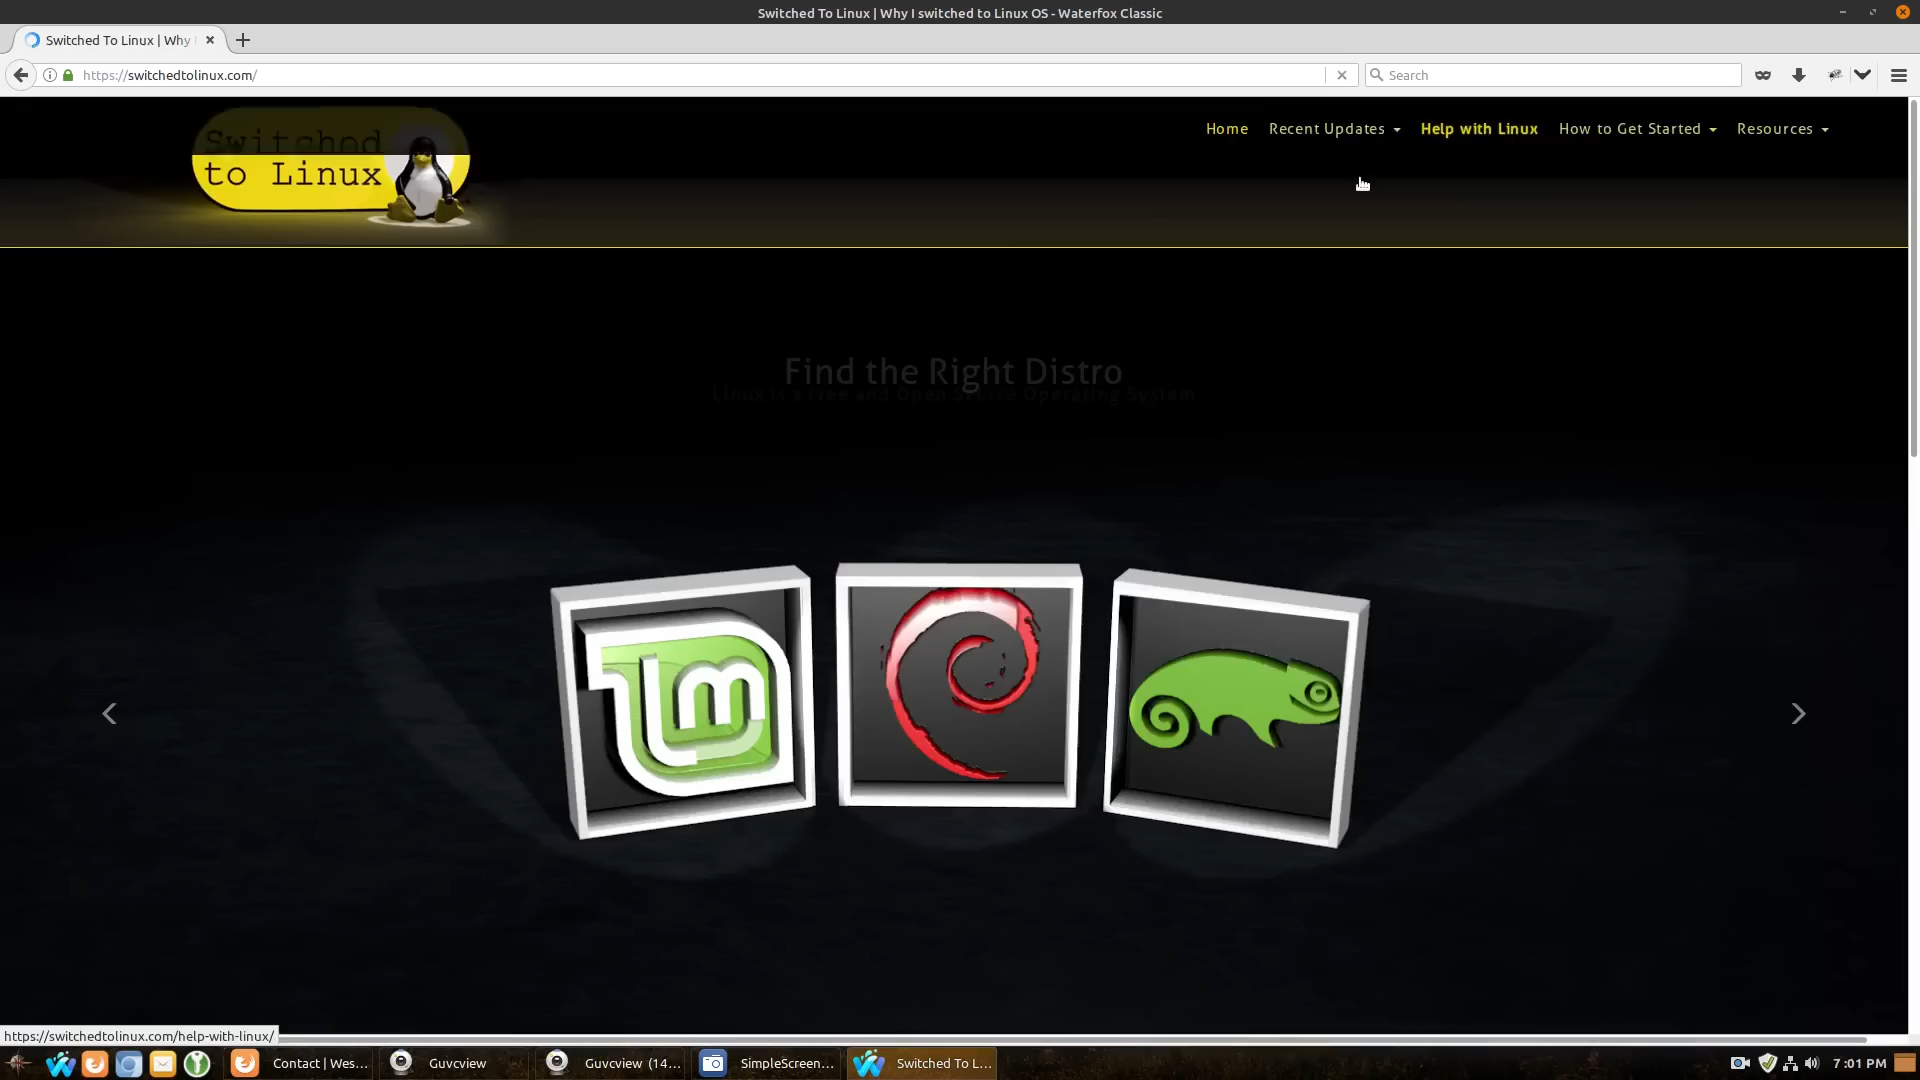 Switched To Linux | Why I switched to Linux OS - Waterfox Classic
Switched To Linux | Why
https://switchedtolinux.com/
Search
Switched
to Linux
Home
Recent Updates
Help with Linux
How to Get Started
Resources
Find the Right Distro
Linux is a Free and Open Source Operating System
lm
https://switchedtolinux.com/help-with-linux/
Contact | Wes...
Guvcview
Guvcview (14...
SimpleScreen...
Switched To L...
7:01 PM